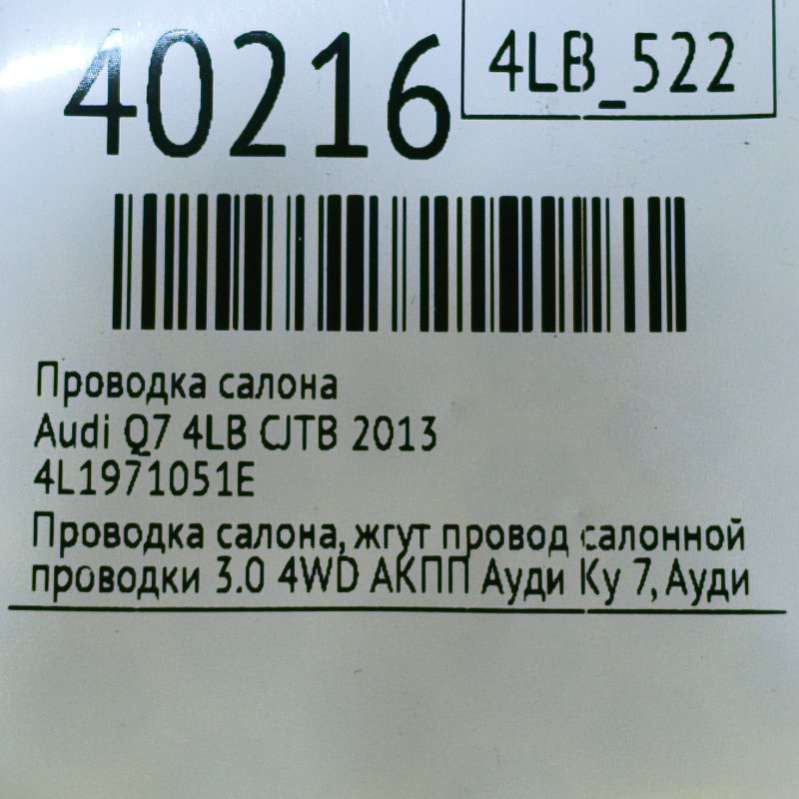 40216
4LB_522
Проводка салона
Audi Q7 4LB CJTB 2013
4L1971051E
Проводка салона, жгут провод салонной
проводки 3.0 4WD АКПП Ауди Ку 7, Ауди